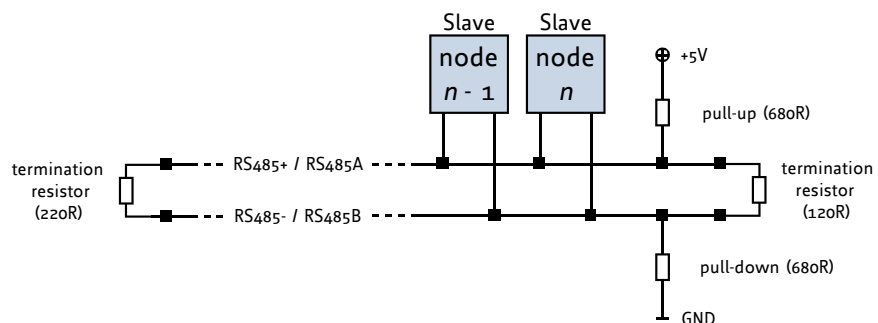 Slave
Slave
node
n - 1
node
n
+5V
pull-up (680R)
termination
resistor
(220R)
RS485+ / RS485A
RS485- / RS485B
termination
resistor
(120R)
pull-down (680R)
GND